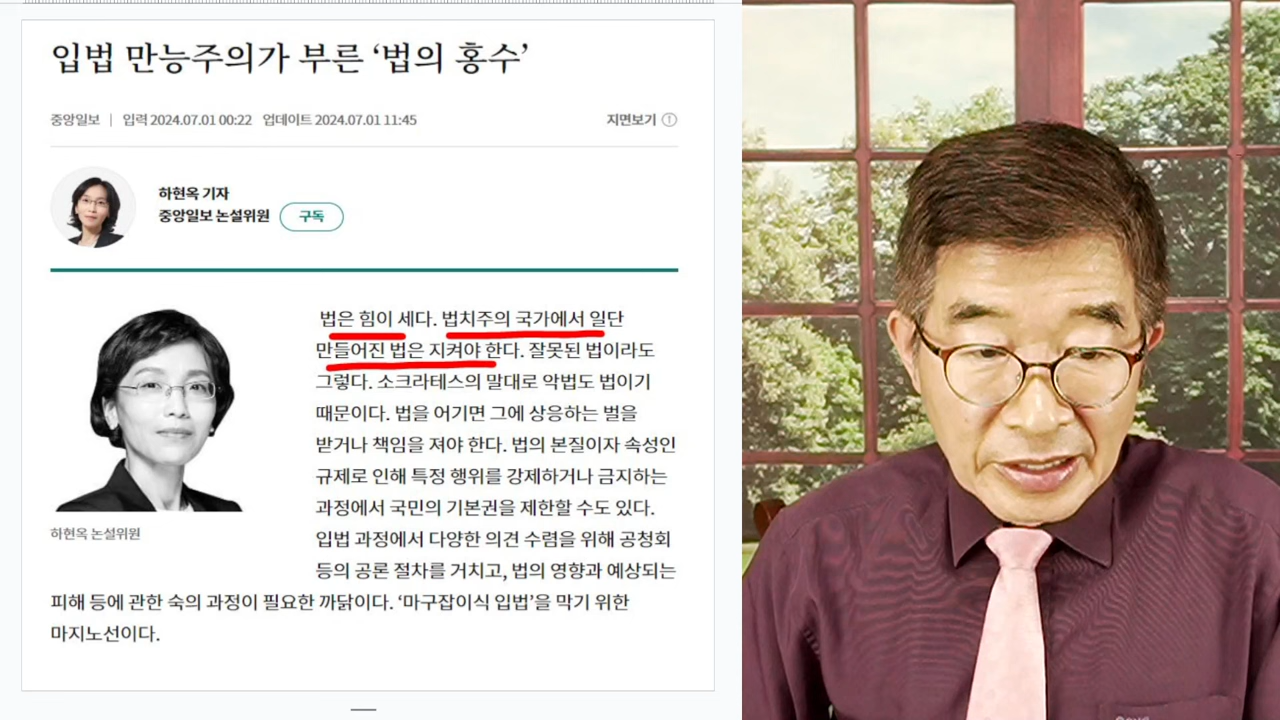 입법 만능주의가 부른 ‘법의 홍수’
중앙일보 | 입력 2024.07.01 00:22 업데이트 2024.07.01 11:45 지면보기
하현옥 기자
중앙일보 논설위원 구독
법은 힘이 세다. 법치주의 국가에서 일단
만들어진 법은 지켜야 한다. 잘못된 법이라도
그렇다. 소크라테스의 말대로 악법도 법이기
때문이다. 법을 어기면 그에 상응하는 벌을
받거나 책임을 져야 한다. 법의 본질이자 속성인
규제로 인해 특정 행위를 강제하거나 금지하는
과정에서 국민의 기본권을 제한할 수도 있다.
입법 과정에서 다양한 의견 수렴을 위해 공청회
등의 공론 절차를 거치고, 법의 영향과 예상되는
피해 등에 관한 숙의 과정이 필요한 까닭이다. ‘마구잡이식 입법’을 막기 위한
마지노선이다.
하현옥 논설위원